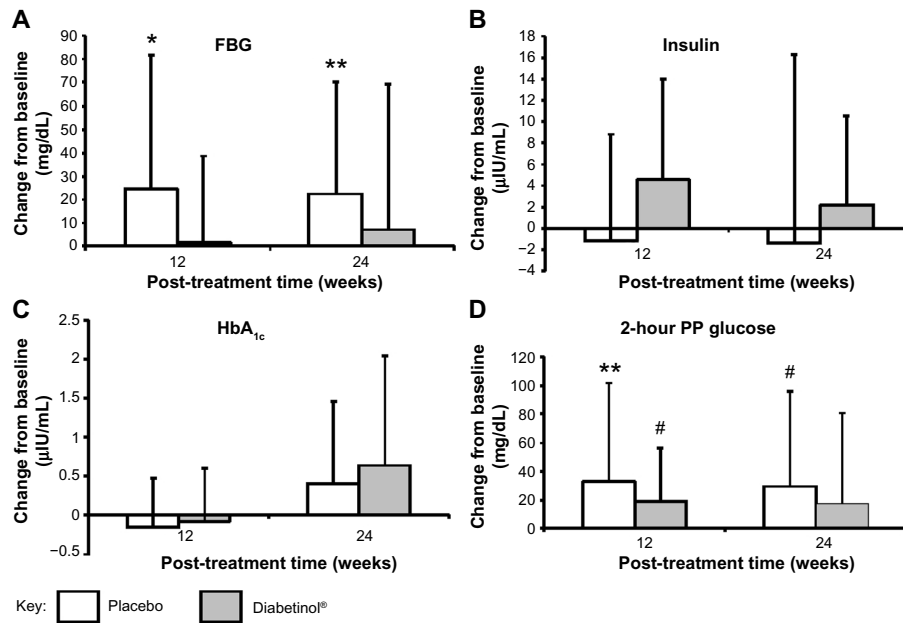 A
FBG
Change from baseline
(mg/dL)
90
80
70
60
50
40
30
20
10
0
*
**
12
24
Post-treatment time (weeks)
B
Insulin
Change from baseline
(µIU/mL)
18
16
14
12
10
8
6
4
2
0
−2
−4
12
24
Post-treatment time (weeks)
C
HbA1c
Change from baseline
(µIU/mL)
2.5
2
1.5
1
0.5
0
−0.5
12
24
Post-treatment time (weeks)
D
2-hour PP glucose
Change from baseline
(mg/dL)
120
100
80
60
40
20
0
**
#
#
12
24
Post-treatment time (weeks)
Key: Placebo Diabetinol®